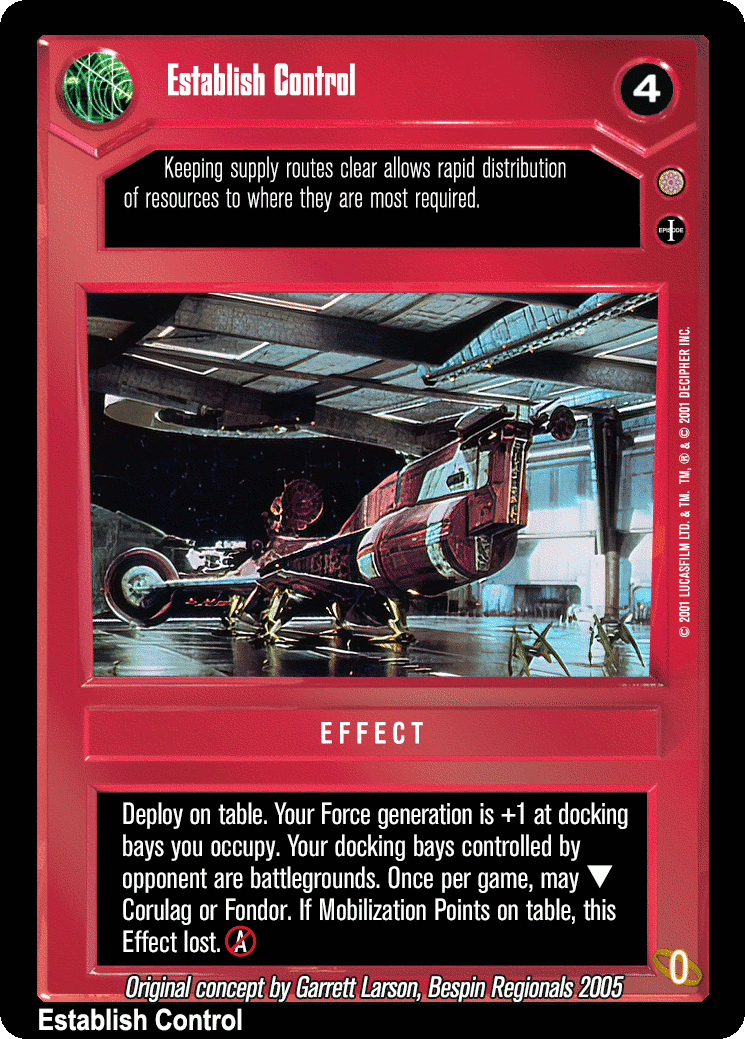 Establish Control
4
Keeping supply routes clear allows rapid distribution
of resources to where they are most required.
EPISODE
I
© 2001 LUCASFILM LTD. & TM. TM, ® & © 2001 DECIPHER INC.
EFFECT
Deploy on table. Your Force generation is +1 at docking
bays you occupy. Your docking bays controlled by
opponent are battlegrounds. Once per game, may ▼
Corulag or Fondor. If Mobilization Points on table, this
Effect lost. A
0
Original concept by Garrett Larson, Bespin Regionals 2005
Establish Control